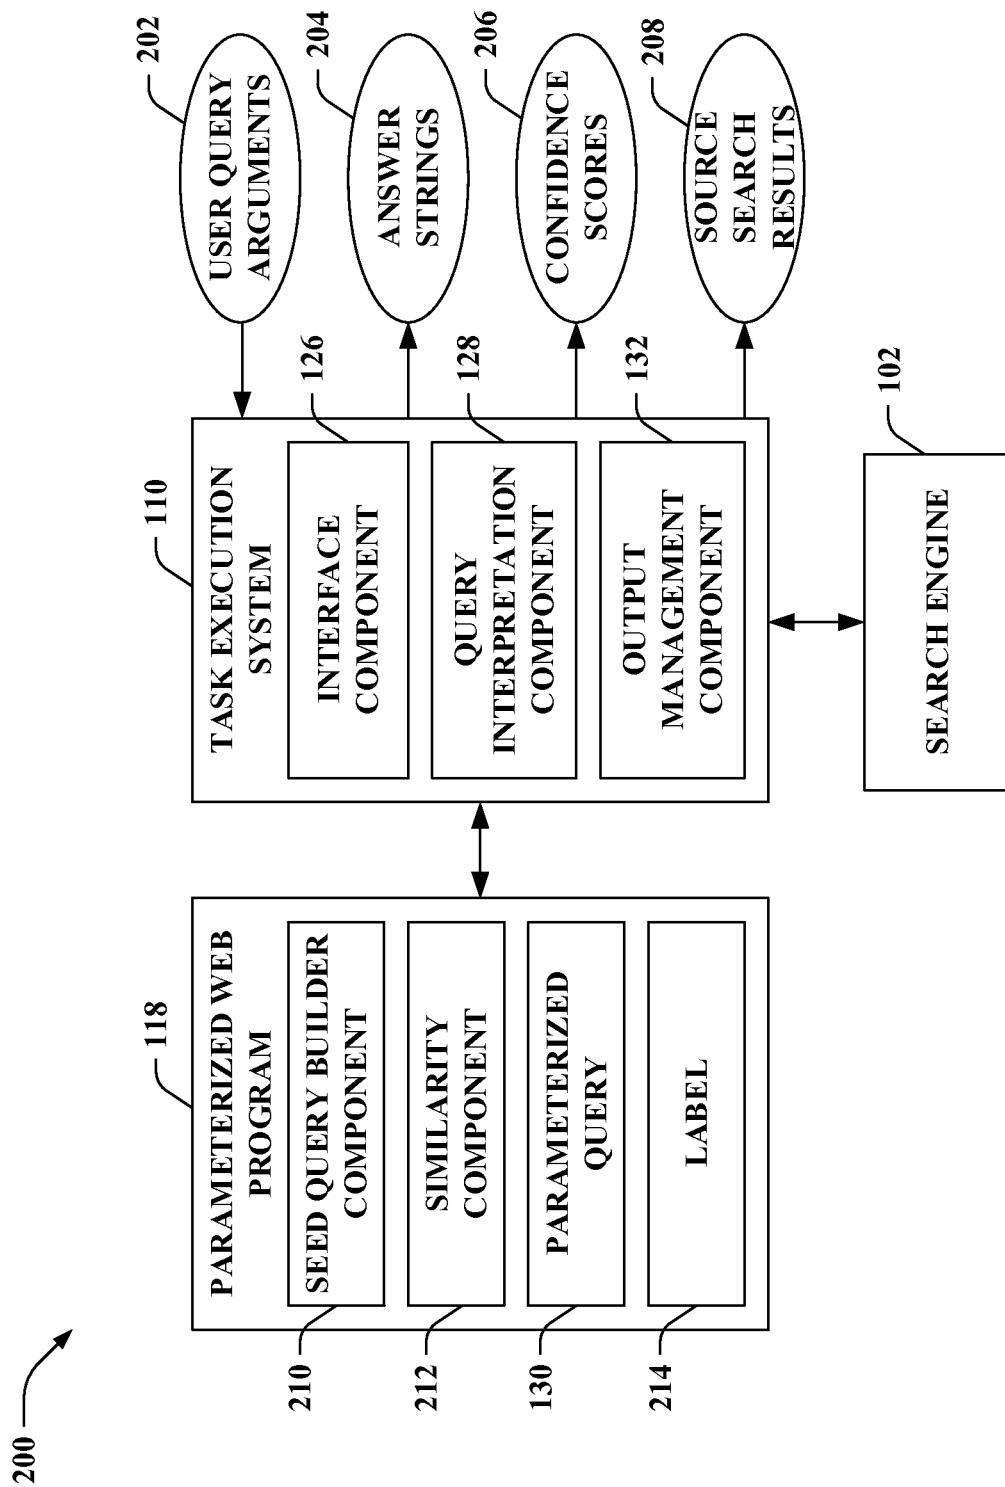 200
118
PARAMETERIZED WEB
PROGRAM
210
SEED QUERY BUILDER
COMPONENT
212
SIMILARITY
COMPONENT
130
PARAMETERIZED
QUERY
214
LABEL
110
TASK EXECUTION
SYSTEM
126
INTERFACE
COMPONENT
128
QUERY
INTERPRETATION
COMPONENT
132
OUTPUT
MANAGEMENT
COMPONENT
202
USER QUERY
ARGUMENTS
204
ANSWER
STRINGS
206
CONFIDENCE
SCORES
208
SOURCE
SEARCH
RESULTS
102
SEARCH ENGINE